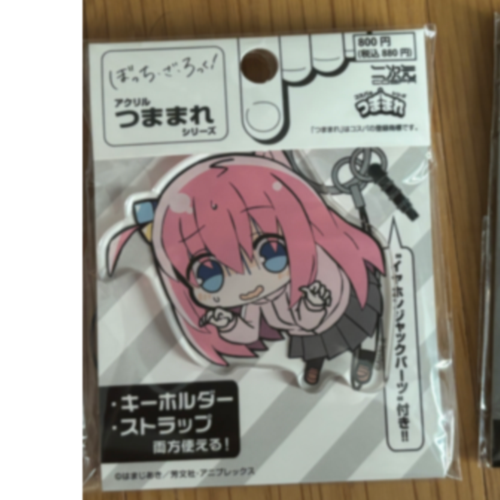 ぼっち・ざ・ろっく!
アクリル
つままれ
シリーズ
800円
(税込880円)
二次元
つままれ
「つままれ」はコスパの登録商標です。
"イヤホンジャックパーツ"付き!!
・キーホルダー
・ストラップ
両方使える!
©はまじあき/芳文社・アニプレックス